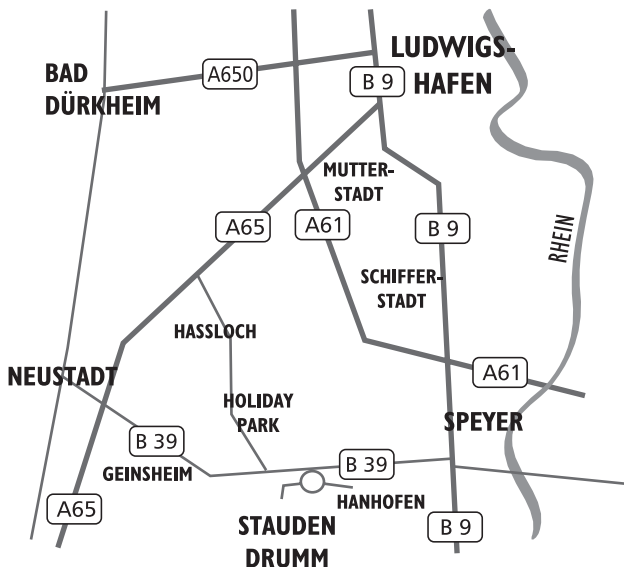 LUDWIGS-
HAFEN
BAD
DÜRKHEIM
A650
B 9
MUTTER-
STADT
A65
A61
B 9
RHEIN
SCHIFFER-
STADT
HASSLOCH
NEUSTADT
A61
HOLIDAY
PARK
SPEYER
B 39
GEINSHEIM
B 39
HANHOFEN
A65
STAUDEN
DRUMM
B 9